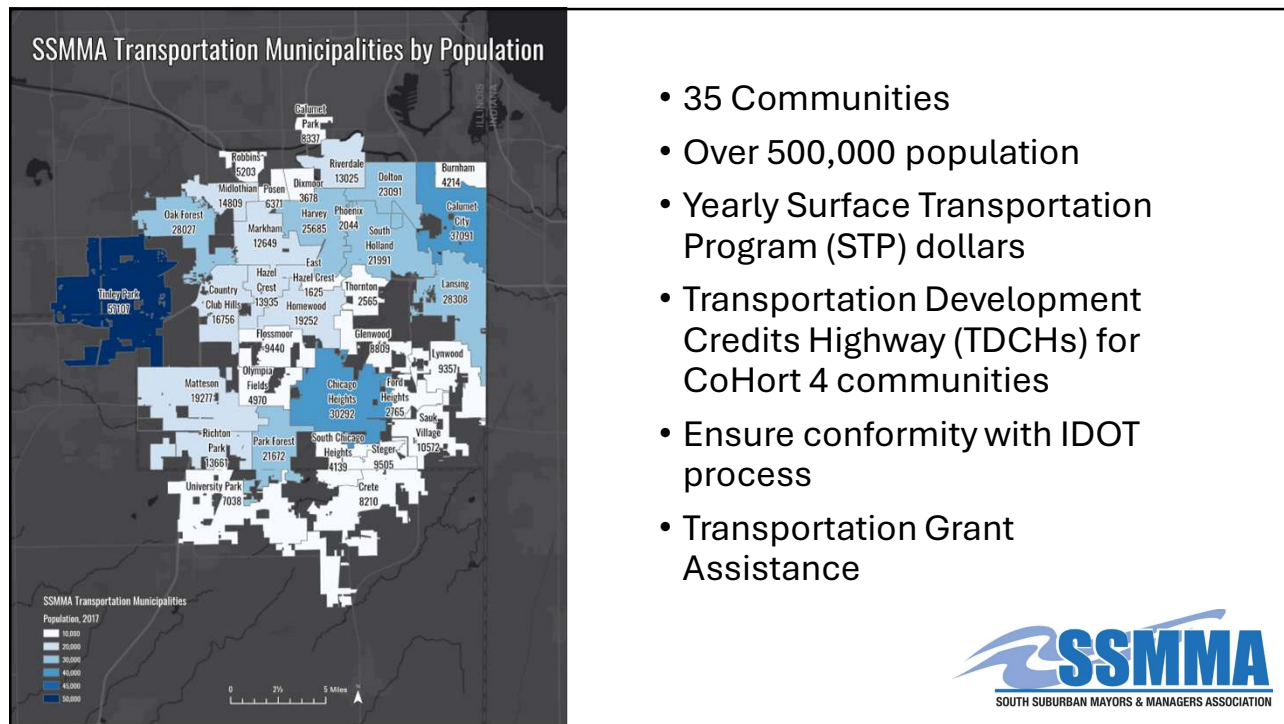 SSMMA Transportation Municipalities by Population
ILLINOIS
INDIANA
Calumet
Park
8337
Robbins
5203
Riverdale
13025
Burnham
4214
Midlothian
14809
Posen
6371
Dixmoor
3678
Dolton
23091
Calumet
City
37091
Oak Forest
28027
Markham
12649
Harvey
25685
Phoenix
2044
South
Holland
21991
Tinley Park
57107
Country
Club Hills
16756
Hazel
Crest
13935
East
Hazel Crest
1625
Thornton
2565
Lansing
28308
Homewood
19252
Flossmoor
9440
Glenwood
8809
Lynwood
9357
Matteson
19277
Olympia
Fields
4970
Chicago
Heights
30292
Ford
Heights
2765
Sauk
Village
10572
Richton
Park
13661
Park Forest
21672
South Chicago
Heights
4139
Steger
9505
University Park
7038
Crete
8210
SSMMA Transportation Municipalities
Population, 2017
10,000
20,000
30,000
40,000
45,000
50,000
0 2½ 5 Miles
• 35 Communities
• Over 500,000 population
• Yearly Surface Transportation
Program (STP) dollars
• Transportation Development
Credits Highway (TDCHs) for
CoHort 4 communities
• Ensure conformity with IDOT
process
• Transportation Grant
Assistance
SSMMA
SOUTH SUBURBAN MAYORS & MANAGERS ASSOCIATION